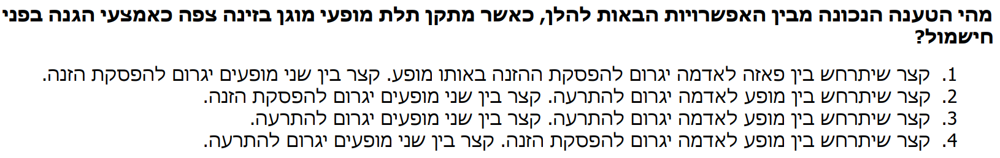 מהי הטענה הנכונה מבין האפשרויות הבאות להלן, כאשר מתקן תלת מופעי מוגן בזינה צפה כאמצעי הגנה בפני
חישמול?
1. קצר שיתרחש בין פאזה לאדמה יגרום להפסקת ההזנה באותו מופע. קצר בין שני מופעים יגרום להפסקת הזנה.
2. קצר שיתרחש בין מופע לאדמה יגרום להתרעה. קצר בין שני מופעים יגרום להפסקת הזנה.
3. קצר שיתרחש בין מופע לאדמה יגרום להתרעה. קצר בין שני מופעים יגרום להתרעה.
4. קצר שיתרחש בין מופע לאדמה יגרום להפסקת הזנה. קצר בין שני מופעים יגרום להתרעה.